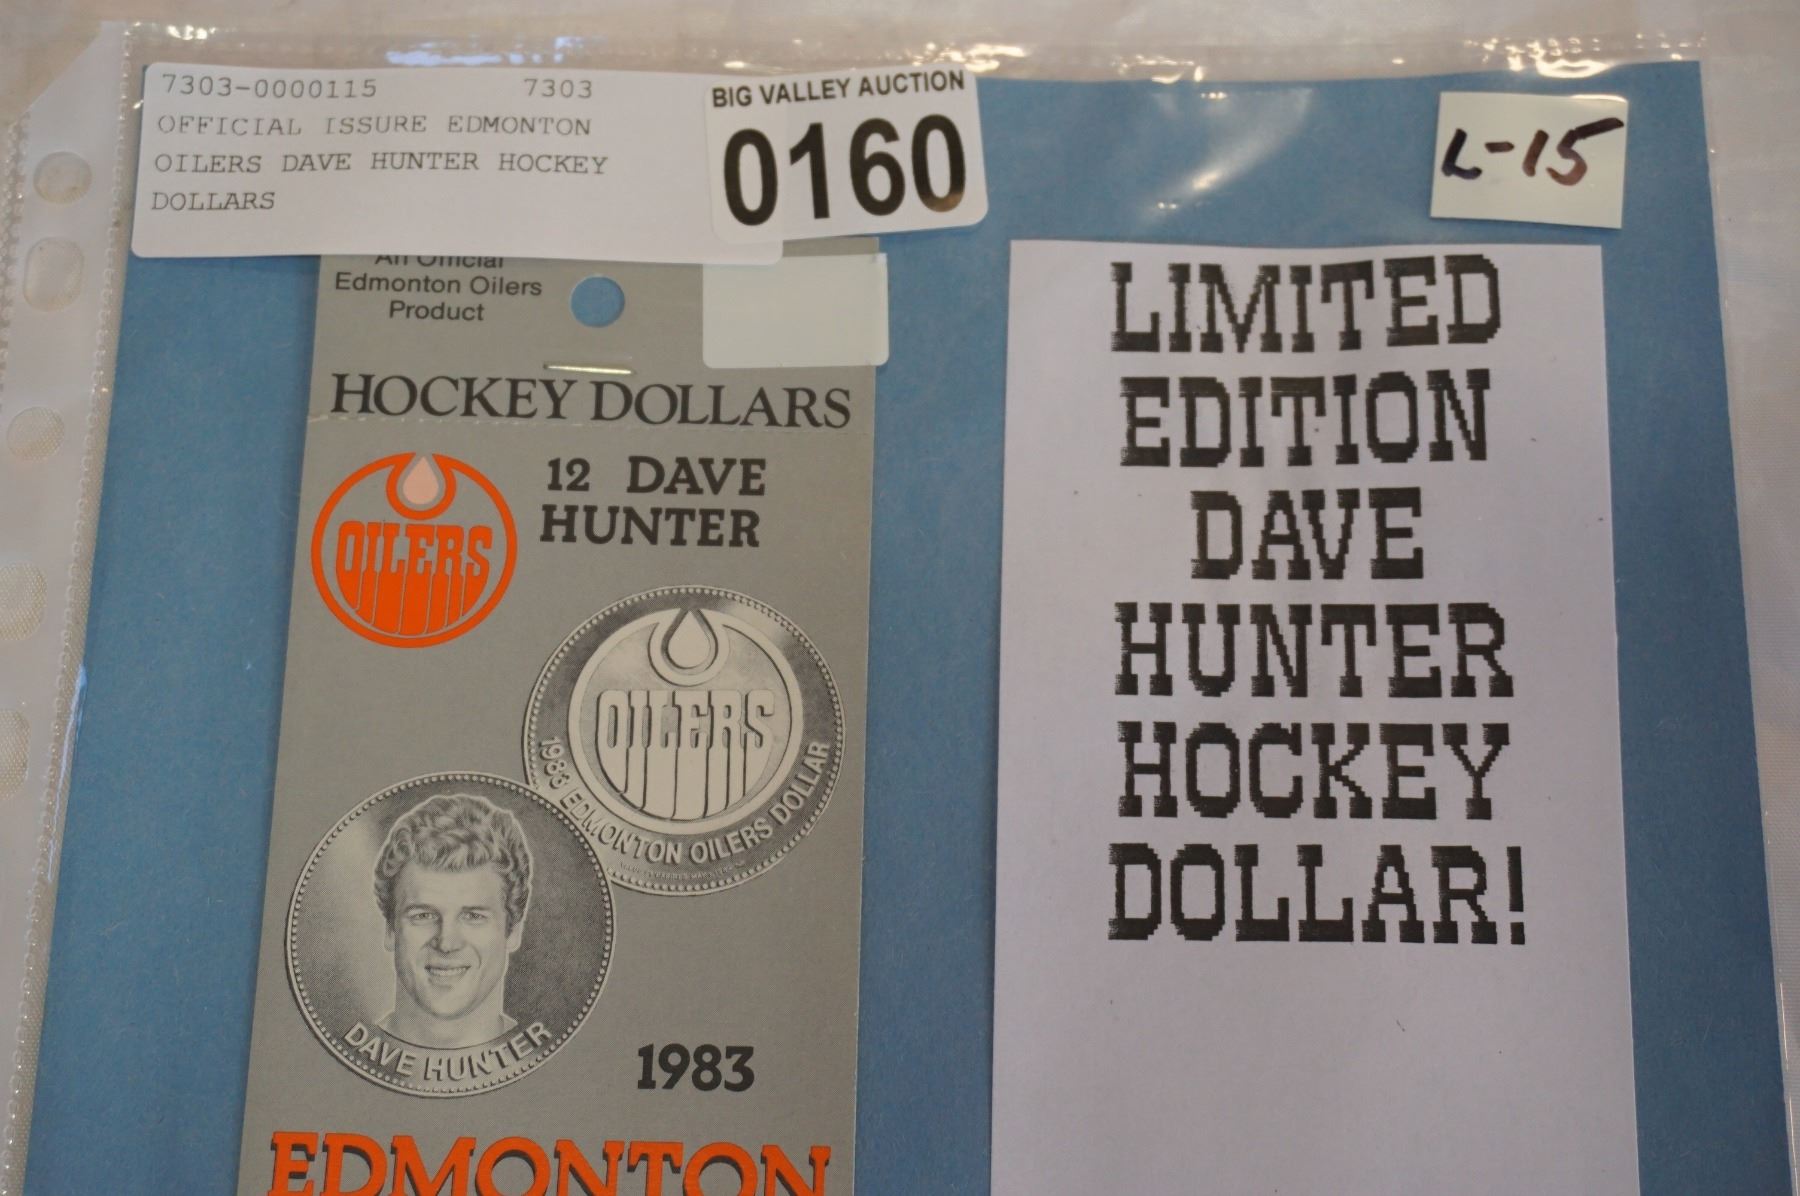 7303-0000115 7303
OFFICIAL ISSURE EDMONTON
OILERS DAVE HUNTER HOCKEY
DOLLARS
BIG VALLEY AUCTION
0160
L-15
An Official
Edmonton Oilers
Product
HOCKEY DOLLARS
OILERS
12 DAVE
HUNTER
OILERS
1983 EDMONTON OILERS DOLLAR
DAVE HUNTER
1983
EDMONTON
LIMITED
EDITION
DAVE
HUNTER
HOCKEY
DOLLAR!